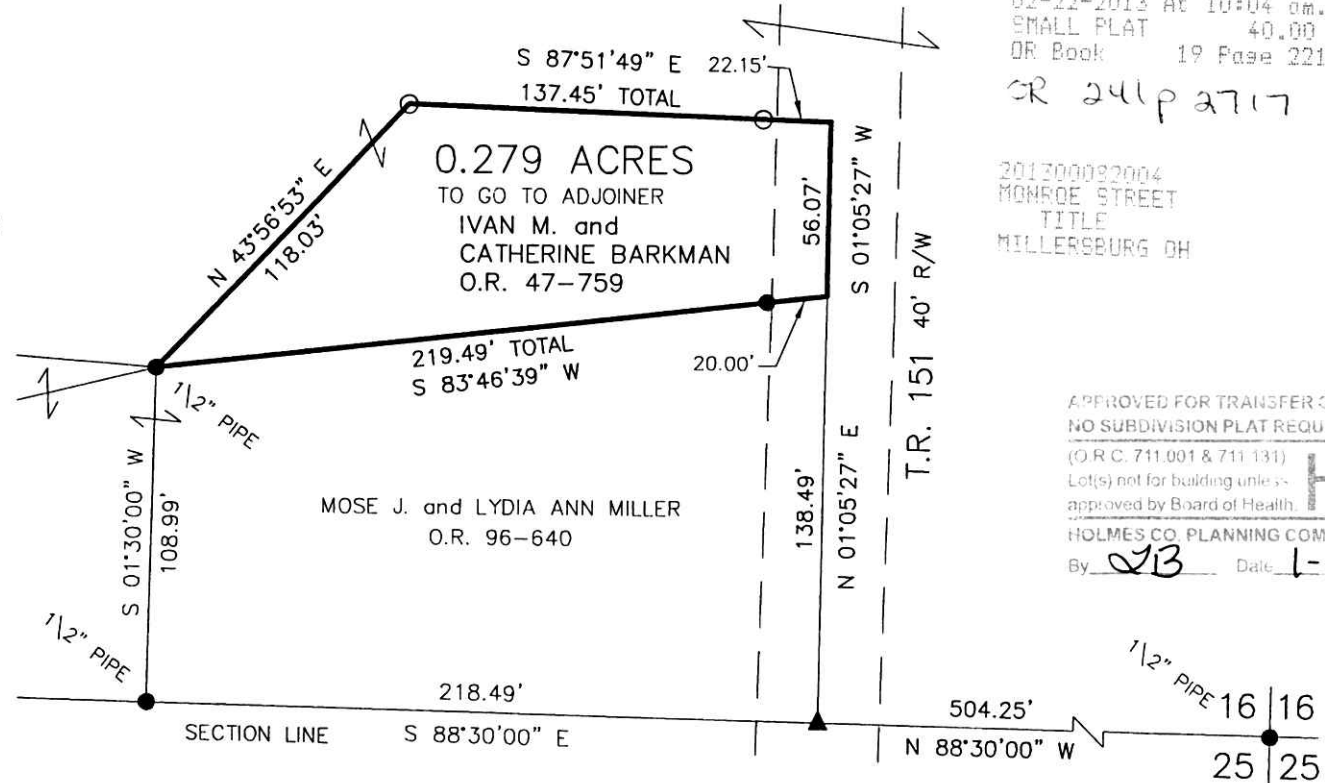 02-22-2013 At 10:04 am.
SMALL PLAT 40.00
OR Book 19 Page 221
OR 241p 2717
201300082004
MONROE STREET
TITLE
MILLERSBURG OH
S 87°51'49" E 22.15'
137.45' TOTAL
N 43°56'53" E
118.03'
0.279 ACRES
TO GO TO ADJOINER
IVAN M. and
CATHERINE BARKMAN
O.R. 47-759
56.07'
S 01°05'27" W
T.R. 151 40' R/W
219.49' TOTAL
S 83°46'39" W
20.00'
1/2" PIPE
S 01°30'00" W
108.99'
MOSE J. and LYDIA ANN MILLER
O.R. 96-640
138.49'
N 01°05'27" E
APPROVED FOR TRANSFER
NO SUBDIVISION PLAT
(O.R.C. 711.001 & 711.131)
Lot(s) not for building unless
approved by Board of Health.
H
HOLMES CO. PLANNING
By Date 1-
1/2" PIPE
218.49'
SECTION LINE S 88°30'00" E
504.25'
N 88°30'00" W
1/2" PIPE
16 16
25 25